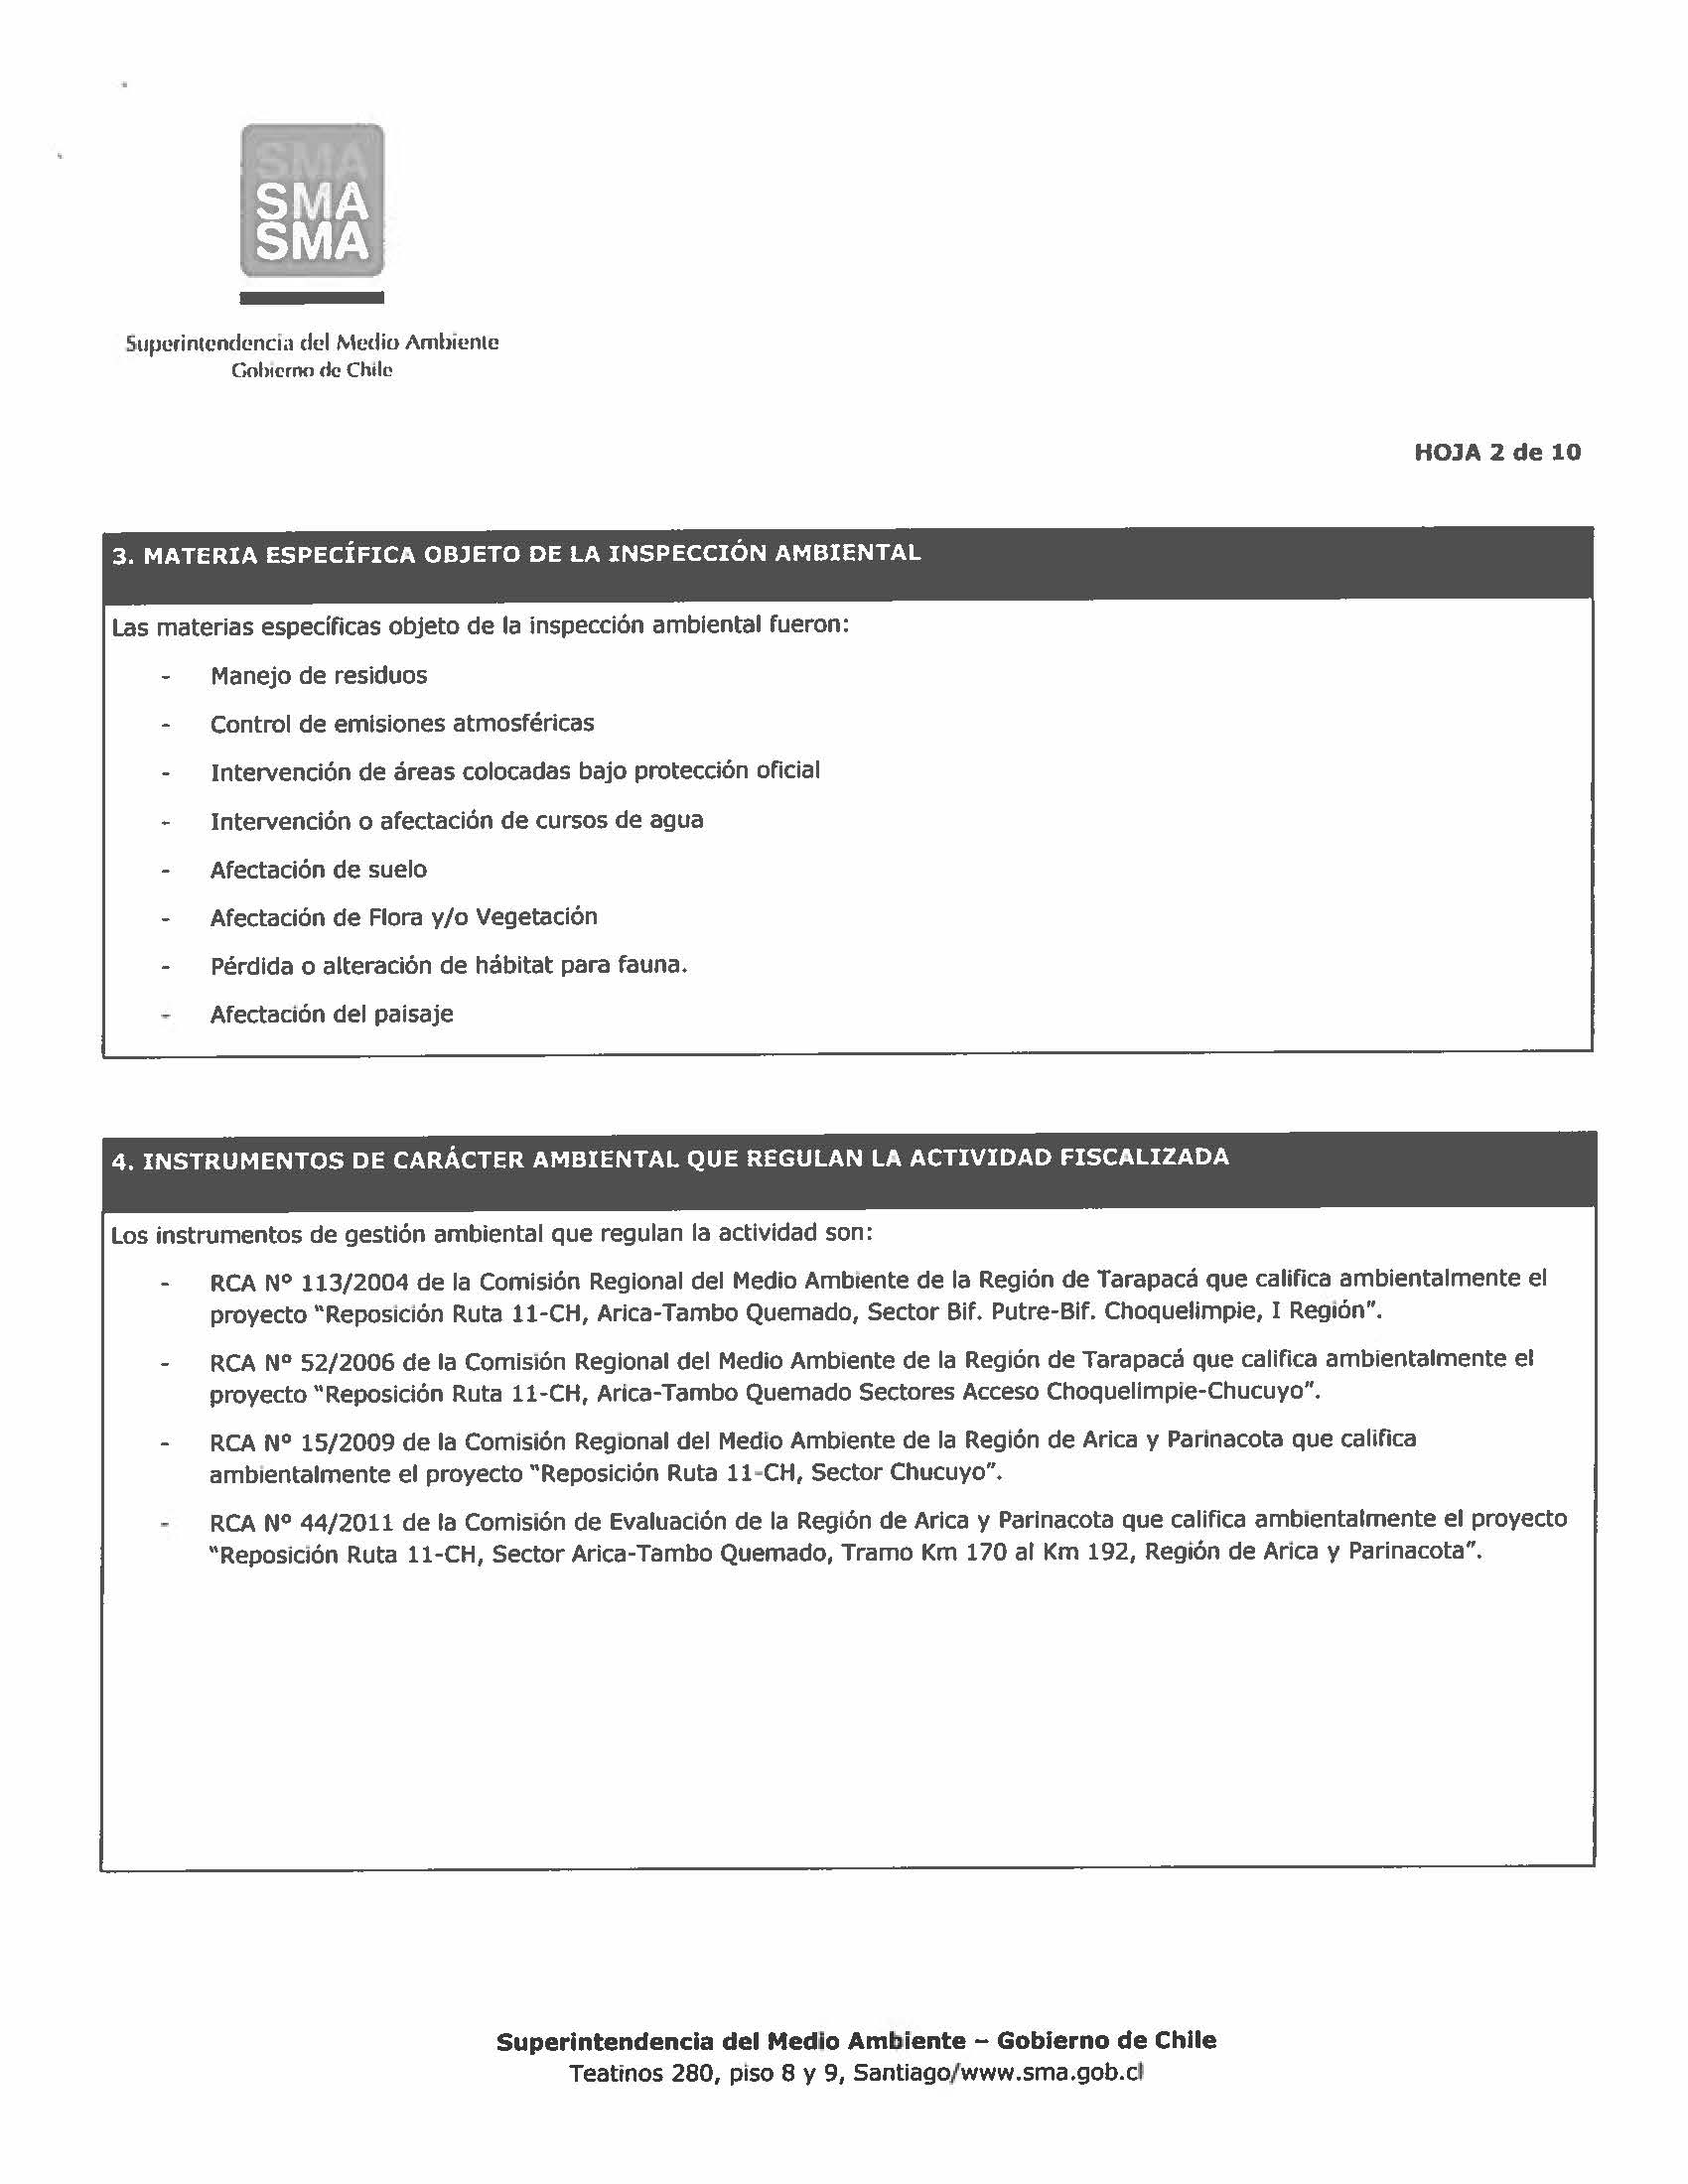 SMA
SMA
SMA
Superintendencia del Medio Ambiente
Gobierno de Chile
HOJA 2 de 10
3. MATERIA ESPECÍFICA OBJETO DE LA INSPECCIÓN AMBIENTAL
Las materias específicas objeto de la inspección ambiental fueron:
- Manejo de residuos
- Control de emisiones atmosféricas
- Intervención de áreas colocadas bajo protección oficial
- Intervención o afectación de cursos de agua
- Afectación de suelo
- Afectación de Flora y/o Vegetación
- Pérdida o alteración de hábitat para fauna.
- Afectación del paisaje
4. INSTRUMENTOS DE CARÁCTER AMBIENTAL QUE REGULAN LA ACTIVIDAD FISCALIZADA
Los instrumentos de gestión ambiental que regulan la actividad son:
- RCA Nº 113/2004 de la Comisión Regional del Medio Ambiente de la Región de Tarapacá que califica ambientalmente el
proyecto "Reposición Ruta 11-CH, Arica-Tambo Quemado, Sector Bif. Putre-Bif. Choquelimpie, I Región".
- RCA Nº 52/2006 de la Comisión Regional del Medio Ambiente de la Región de Tarapacá que califica ambientalmente el
proyecto "Reposición Ruta 11-CH, Arica-Tambo Quemado Sectores Acceso Choquelimpie-Chucuyo".
- RCA Nº 15/2009 de la Comisión Regional del Medio Ambiente de la Región de Arica y Parinacota que califica
ambientalmente el proyecto "Reposición Ruta 11-CH, Sector Chucuyo".
- RCA Nº 44/2011 de la Comisión de Evaluación de la Región de Arica y Parinacota que califica ambientalmente el proyecto
"Reposición Ruta 11-CH, Sector Arica-Tambo Quemado, Tramo Km 170 al Km 192, Región de Arica y Parinacota".
Superintendencia del Medio Ambiente – Gobierno de Chile
Teatinos 280, piso 8 y 9, Santiago/www.sma.gob.cl